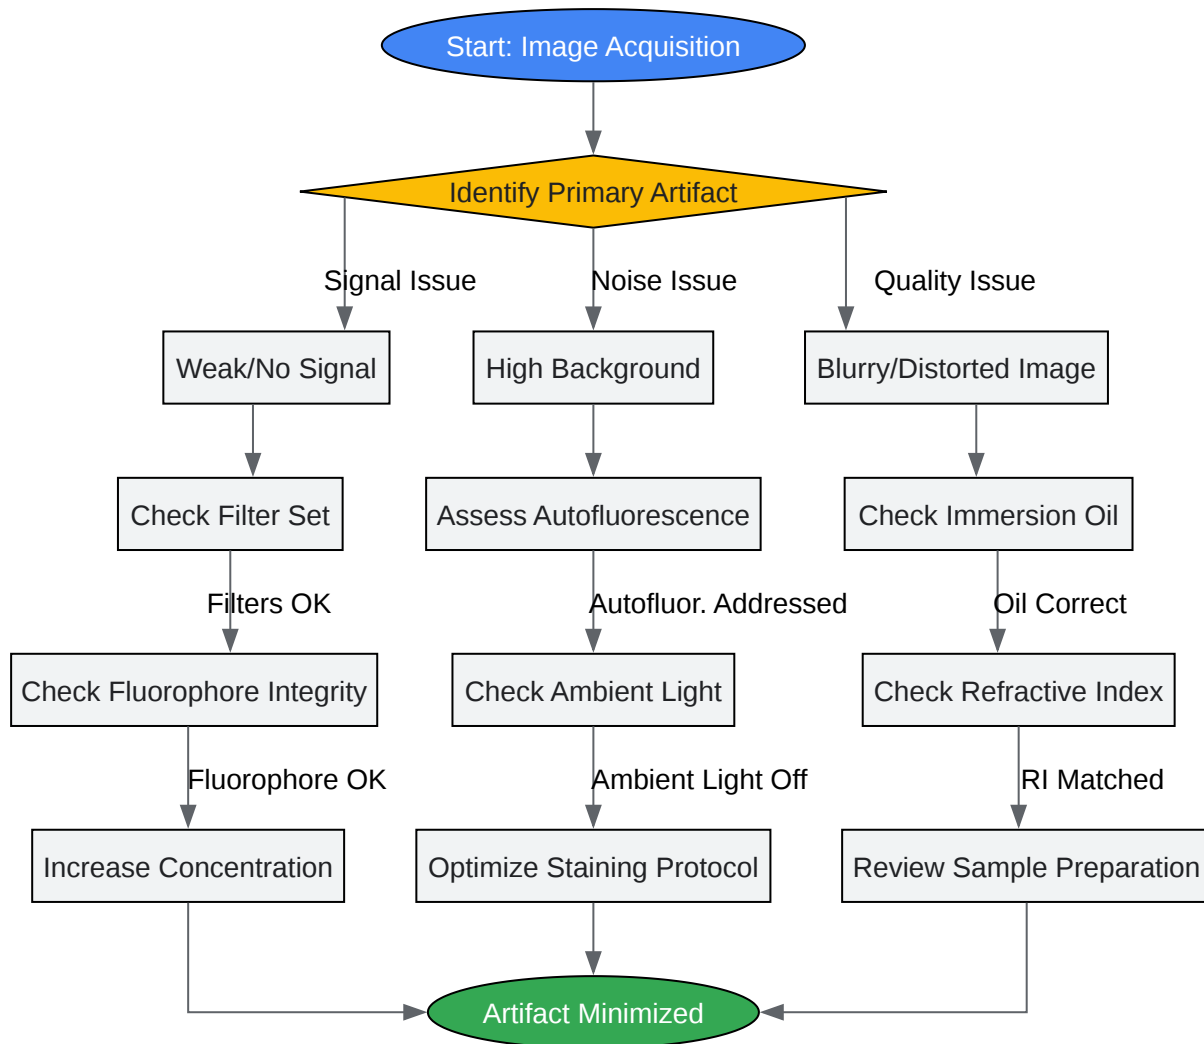 Start: Image Acquisition
Identify Primary Artifact
Signal Issue
Noise Issue
Quality Issue
Weak/No Signal
High Background
Blurry/Distorted Image
Check Filter Set
Assess Autofluorescence
Check Immersion Oil
Filters OK
Autofluor. Addressed
Oil Correct
Check Fluorophore Integrity
Check Ambient Light
Check Refractive Index
Fluorophore OK
Ambient Light Off
RI Matched
Increase Concentration
Optimize Staining Protocol
Review Sample Preparation
Artifact Minimized